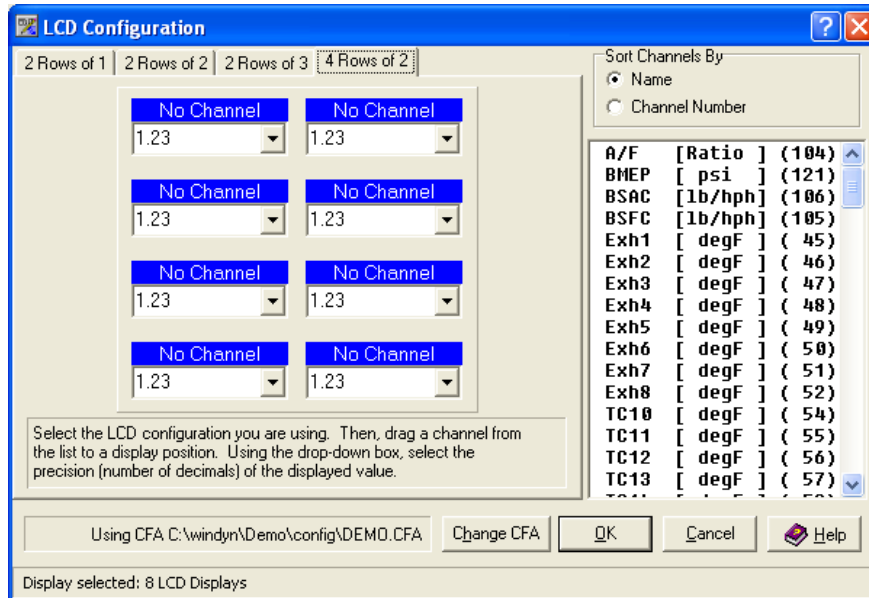 LCD Configuration
2 Rows of 1 2 Rows of 2 2 Rows of 3 4 Rows of 2
No Channel No Channel
1.23 1.23
No Channel No Channel
1.23 1.23
No Channel No Channel
1.23 1.23
No Channel No Channel
1.23 1.23
Select the LCD configuration you are using. Then, drag a channel from
the list to a display position. Using the drop-down box, select the
precision (number of decimals) of the displayed value.
Sort Channels By
Name
Channel Number
A/F [Ratio ] (104)
BMEP [ psi ] (121)
BSAC [lb/hph] (106)
BSFC [lb/hph] (105)
Exh1 [ degF ] ( 45)
Exh2 [ degF ] ( 46)
Exh3 [ degF ] ( 47)
Exh4 [ degF ] ( 48)
Exh5 [ degF ] ( 49)
Exh6 [ degF ] ( 50)
Exh7 [ degF ] ( 51)
Exh8 [ degF ] ( 52)
TC10 [ degF ] ( 54)
TC11 [ degF ] ( 55)
TC12 [ degF ] ( 56)
TC13 [ degF ] ( 57)
Using CFA C:\windyn\Demo\config\DEMO.CFA Change CFA OK Cancel Help
Display selected: 8 LCD Displays